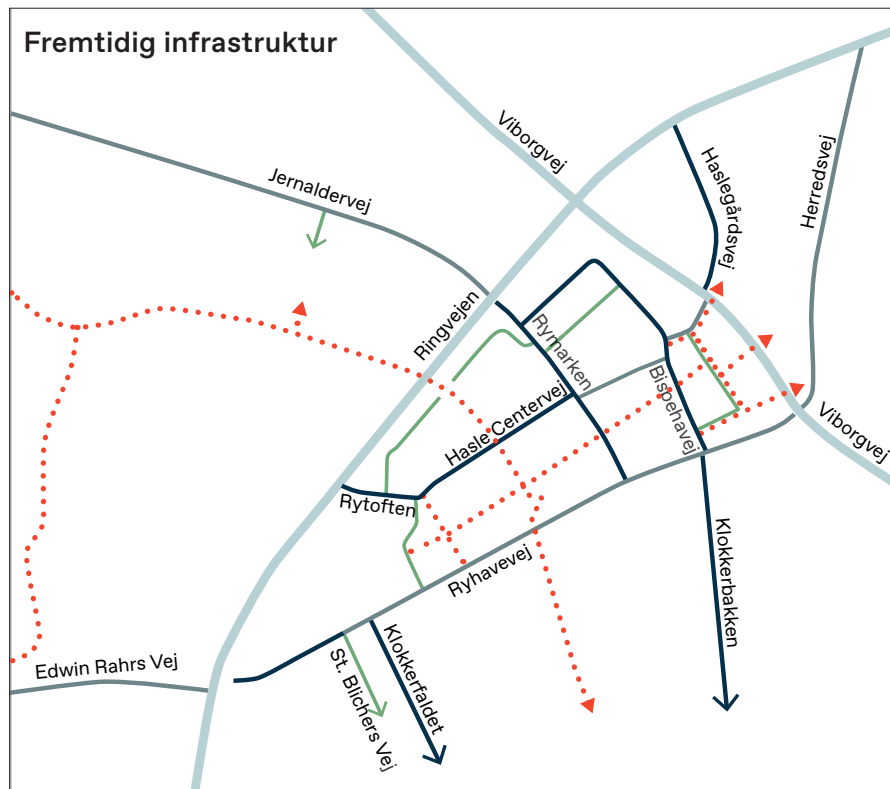 Fremtidig infrastruktur
Viborgvej
Haslegårdsvej
Herredsvej
Jernaldervej
Ringvejen
Rymarken
Bispehavej
Hasle Centervej
Viborgvej
Rytoften
Ryhavevej
Klokkerbakken
Edwin Rahrs Vej
St. Blichers Vej
Klokkerfaldet